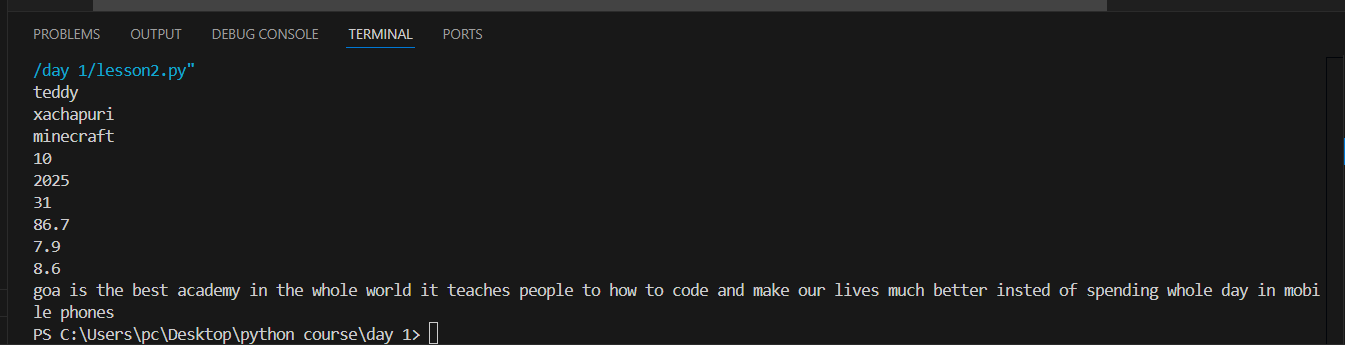 PROBLEMS OUTPUT DEBUG CONSOLE TERMINAL PORTS
/day 1/lesson2.py"
teddy
xachapuri
minecraft
10
2025
31
86.7
7.9
8.6
goa is the best academy in the whole world it teaches people to how to code and make our lives much better insted of spending whole day in mobi
le phones
PS C:\Users\pc\Desktop\python course\day 1>